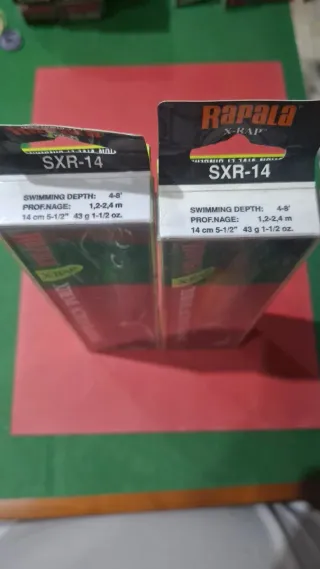 SXR-14
SWIMMING DEPTH: 4-8'
PROF.NAGE: 1,2-2,4 m
14 cm 5-1/2" 43 g 1-1/2 oz.
X-RAP
RAPALA
X-RAP
SXR-14
SWIMMING DEPTH: 4-8'
PROF.NAGE: 1,2-2,4 m
14 cm 5-1/2" 43 g 1-1/2 oz.
X-RAP